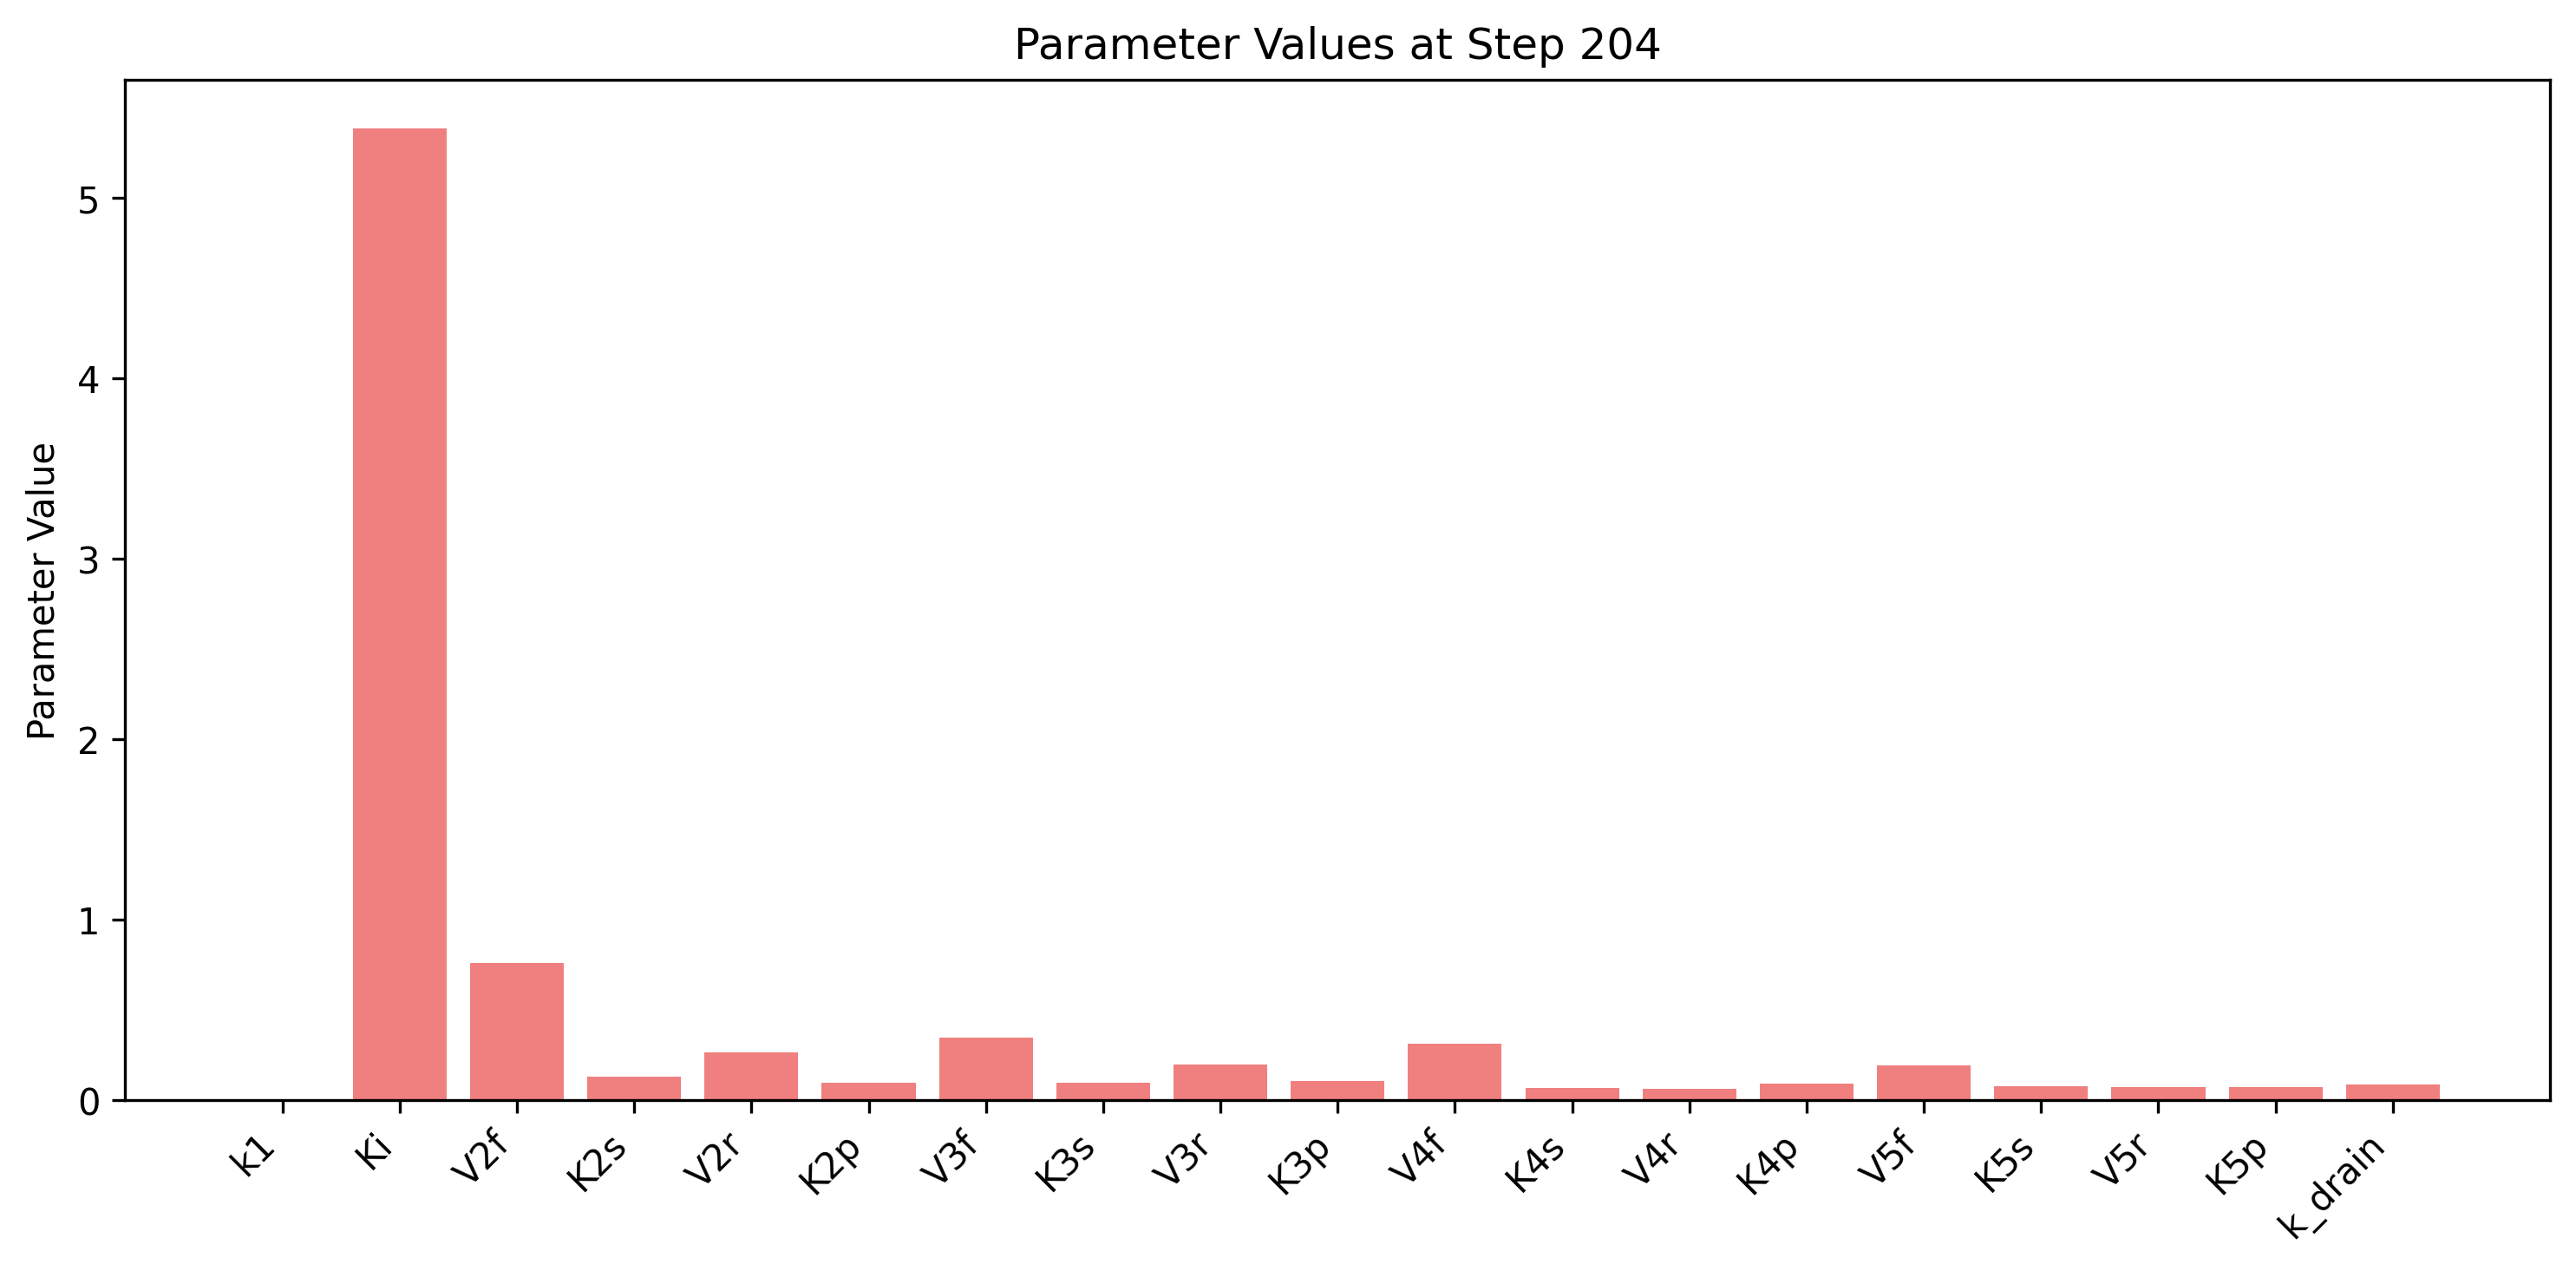 Parameter Values at Step 204
Parameter Value
5
4
3
2
1
0
k1
Ki
V2f
K2s
V2r
K2p
V3f
K3s
V3r
K3p
V4f
K4s
V4r
K4p
V5f
K5s
V5r
K5p
k_drain